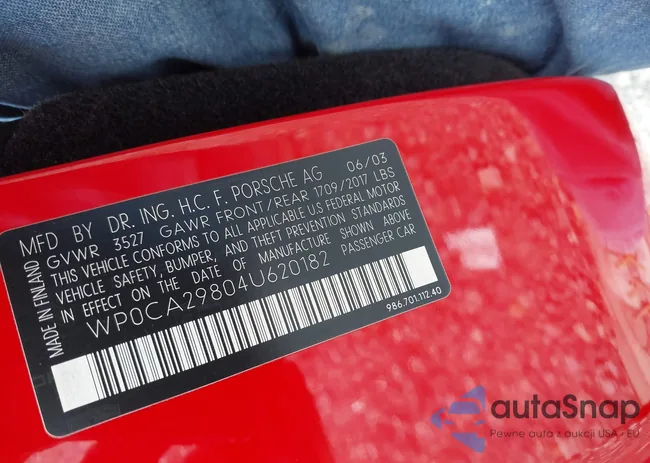 MFD BY DR. ING. H.C. F. PORSCHE AG 06/03
GVWR 3527 GAWR FRONT/REAR 1709/2017 LBS
THIS VEHICLE CONFORMS TO ALL APPLICABLE US FEDERAL MOTOR
VEHICLE SAFETY, BUMPER, AND THEFT PREVENTION STANDARDS
IN EFFECT ON THE DATE OF MANUFACTURE SHOWN ABOVE
WP0CA29804U620182 PASSENGER CAR
MADE IN FINLAND
986.701.112.40
autaSnap
Pewne auta z aukcji USA - EU